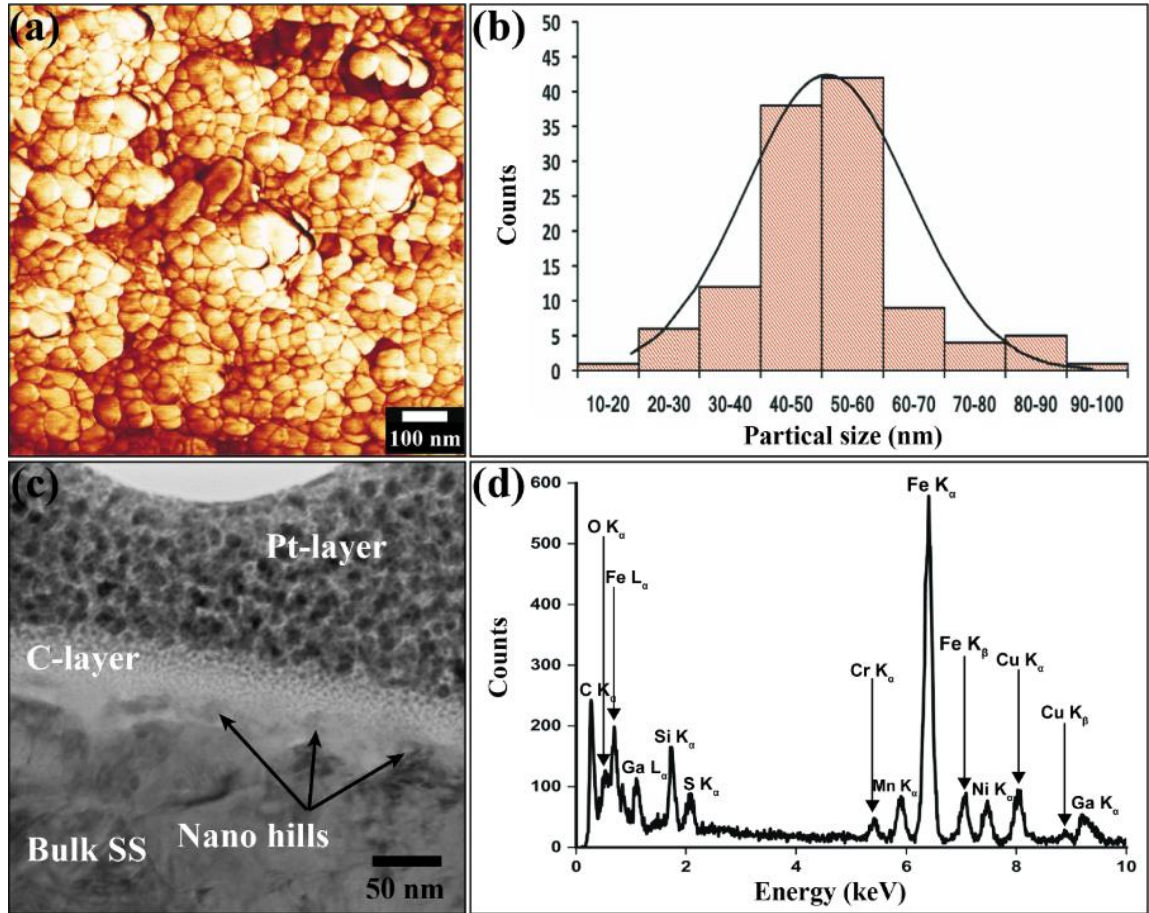 (a)
100 nm
(b)
Counts
50
45
40
35
30
25
20
15
10
5
0
10-20 20-30 30-40 40-50 50-60 60-70 70-80 80-90 90-100
Partical size (nm)
(c)
Pt-layer
C-layer
Nano hills
Bulk SS
50 nm
(d)
Counts
600
500
400
300
200
100
0
O Kα
Fe Lα
C Kα
Ga Lα
Si Kα
S Kα
Cr Kα
Mn Kα
Fe Kα
Fe Kβ
Ni Kα
Cu Kα
Cu Kβ
Ga Kα
0 2 4 6 8 10
Energy (keV)